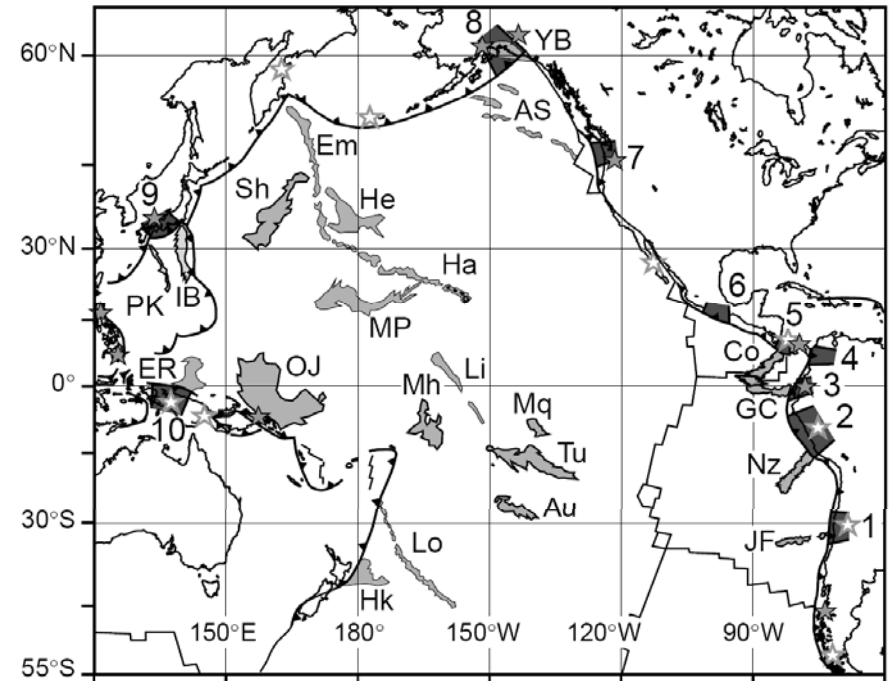 8
60°N
YB
AS
Em
7
Sh
He
9
30°N
Ha
6
PK
IB
MP
5
Co
4
ER
OJ
Li
0°
Mh
3
GC
Mq
2
10
Tu
Nz
Au
30°S
1
Lo
JF
Hk
150°E
180°
150°W
120°W
90°W
55°S